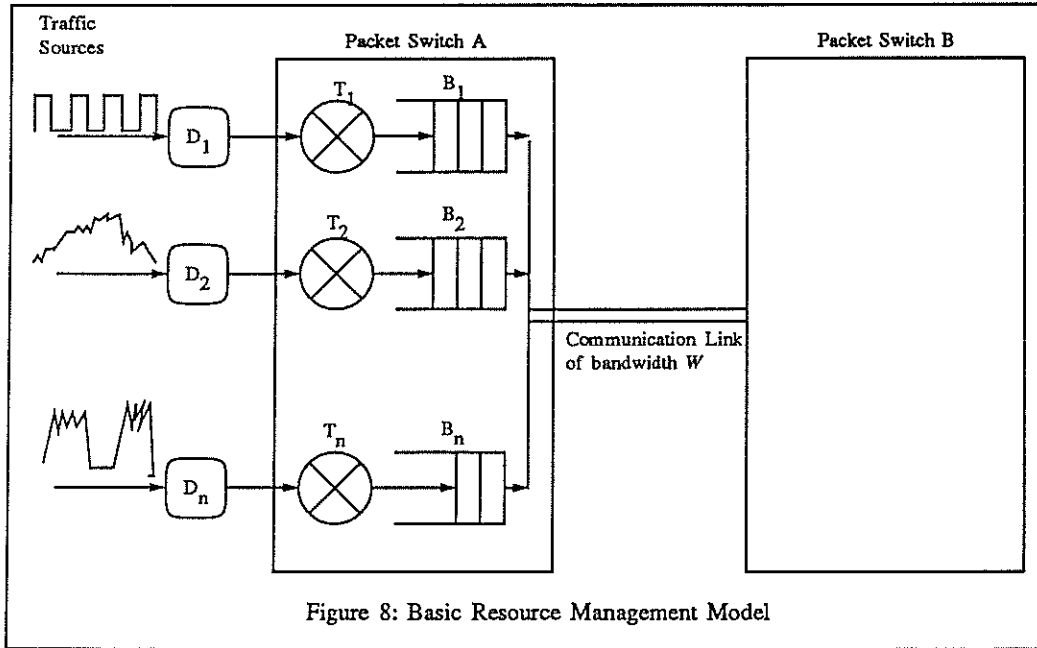 Traffic
Sources
Packet Switch A
Packet Switch B
T1
B1
D1
T2
B2
D2
Communication Link
of bandwidth W
Tn
Bn
Dn
Figure 8: Basic Resource Management Model